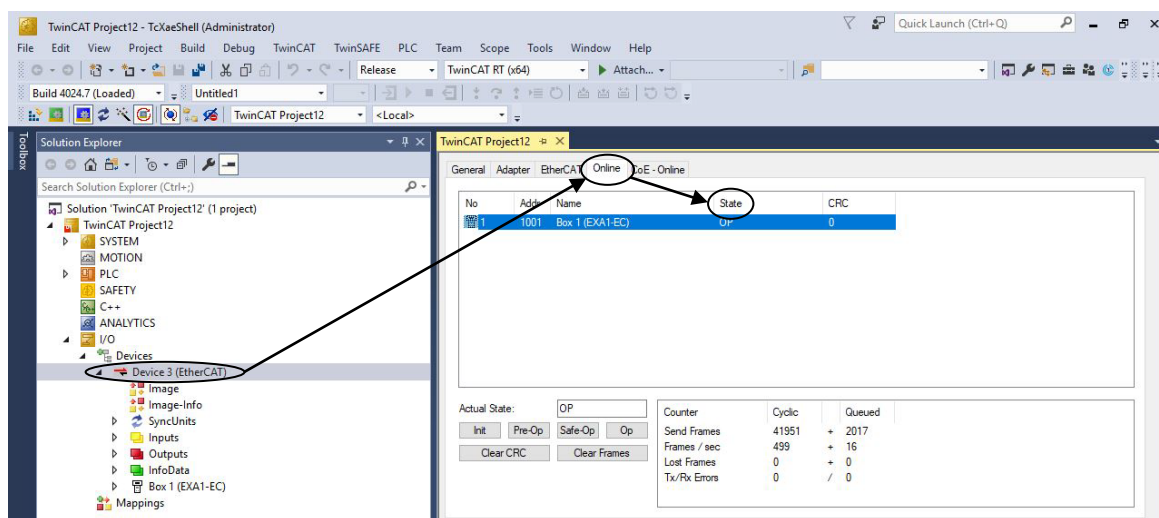 TwinCAT Project12 - TcXaeShell (Administrator)
Quick Launch (Ctrl+Q)
File Edit View Project Build Debug TwinCAT TwinSAFE PLC Team Scope Tools Window Help
Release TwinCAT RT (x64) Attach...
Build 4024.7 (Loaded) Untitled1
TwinCAT Project12 <Local>
Toolbox
Solution Explorer
Search Solution Explorer (Ctrl+;)
Solution 'TwinCAT Project12' (1 project)
TwinCAT Project12
SYSTEM
MOTION
PLC
SAFETY
C++
ANALYTICS
I/O
Devices
Device 3 (EtherCAT)
Image
Image-Info
SyncUnits
Inputs
Outputs
InfoData
Box 1 (EXA1-EC)
Mappings
TwinCAT Project12
General Adapter EtherCAT Online CoE - Online
No Addr Name State CRC
1 1001 Box 1 (EXA1-EC) OP 0
Actual State: OP
Init Pre-Op Safe-Op Op
Clear CRC Clear Frames
Counter Cyclic Queued
Send Frames 41951 + 2017
Frames / sec 499 + 16
Lost Frames 0 + 0
Tx/Rx Errors 0 / 0